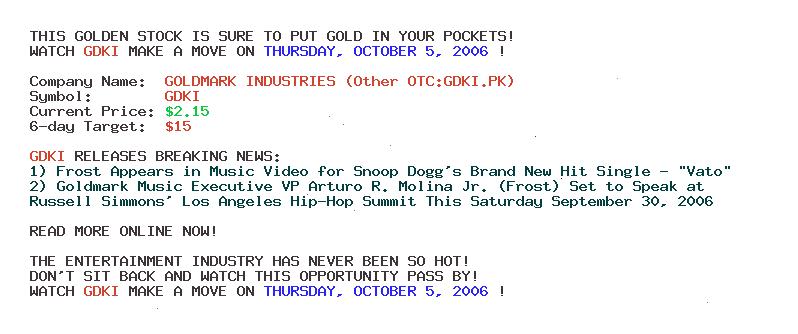 THIS GOLDEN STOCK IS SURE TO PUT GOLD IN YOUR POCKETS!
WATCH GDKI MAKE A MOVE ON THURSDAY, OCTOBER 5, 2006 !
Company Name: GOLDMARK INDUSTRIES (Other OTC:GDKI.PK)
Symbol: GDKI
Current Price: $2.15
6-day Target: $15
GDKI RELEASES BREAKING NEWS:
1) Frost Appears in Music Video for Snoop Dogg's Brand New Hit Single - "Vato"
2) Goldmark Music Executive VP Arturo R. Molina Jr. (Frost) Set to Speak at
Russell Simmons' Los Angeles Hip-Hop Summit This Saturday September 30, 2006
READ MORE ONLINE NOW!
THE ENTERTAINMENT INDUSTRY HAS NEVER BEEN SO HOT!
DON'T SIT BACK AND WATCH THIS OPPORTUNITY PASS BY!
WATCH GDKI MAKE A MOVE ON THURSDAY, OCTOBER 5, 2006 !